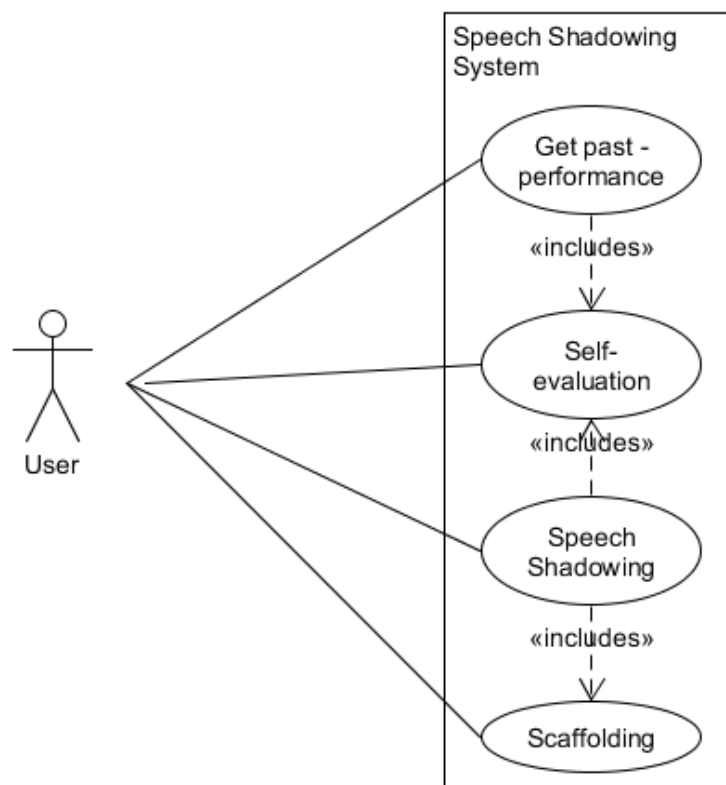 Speech Shadowing
System
Get past -
performance
«includes»
Self-
evaluation
«includes»
User
Speech
Shadowing
«includes»
Scaffolding